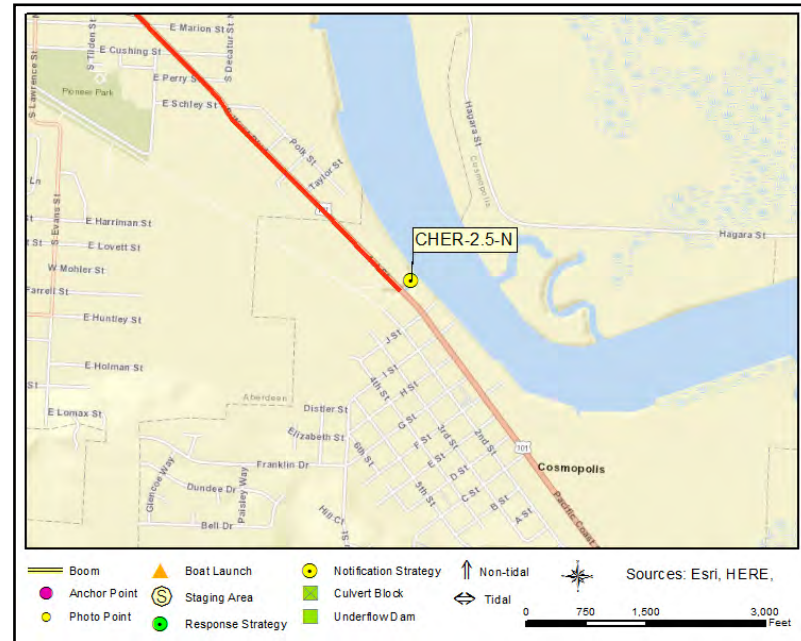 E Marion St
E Cushing St
S Tilden St
S Decatur St
N
S Lawrence St
E Perry St
Pioneer Park
E Schley St
Polk St
Taylor St
Hagara St
Cosmopolis
Hagara St
Ln
S Evans St
E Harriman St
St
E Lovett St
W Mohler St
Farrell St
E Huntley St
E Holman St
St
E Lomax St
CHER-2.5-N
Aberdeen
J St
I St
4th St
H St
Distler St
G St
Elizabeth St
F St
3rd St
2nd St
6th St
E St
101
Franklin Dr
D St
Cosmopolis
Glencoe Way
Dundee Dr
Paisley Way
5th St
C St
B St
A St
Pacific Coast
Hill Ct
St
Bell Dr
Boom
Boat Launch
Notification Strategy
Non-tidal
Sources: Esri, HERE,
Anchor Point
S
Staging Area
Culvert Block
Tidal
Photo Point
Response Strategy
Underflow Dam
0 750 1,500 3,000
Feet